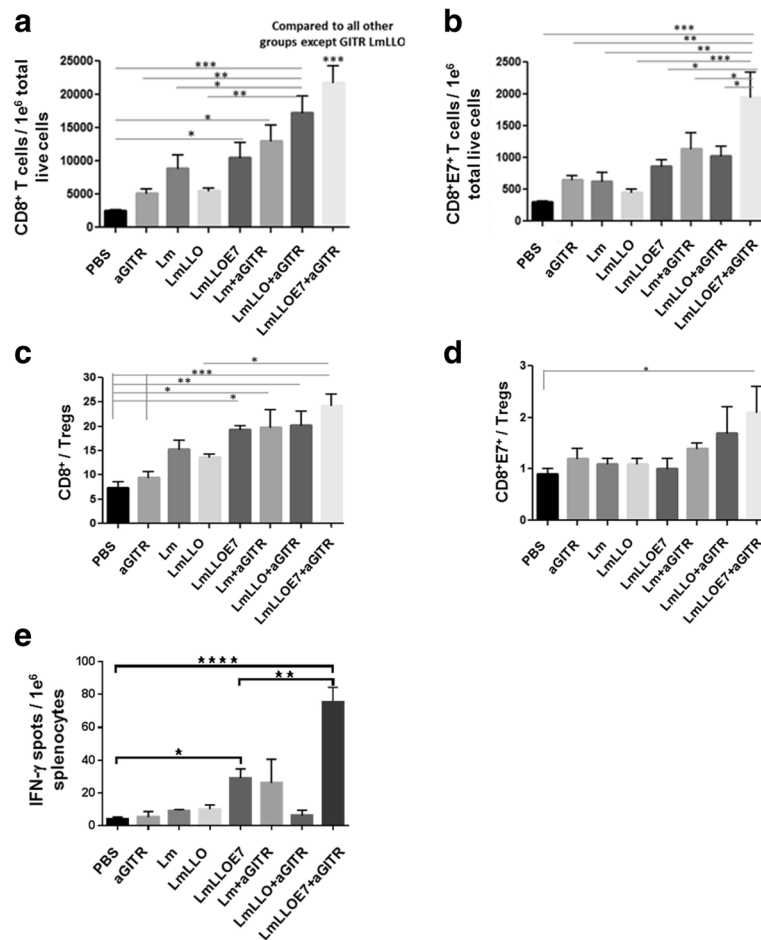 a
Compared to all other
groups except GITR LmLLO
***
***
**
*
**
*
*
CD8⁺ T cells / 1e⁶ total
live cells
25000
20000
15000
10000
5000
0
PBS
aGITR
Lm
LmLLO
LmLLOE7
Lm+aGITR
LmLLO+aGITR
LmLLOE7+aGITR
b
***
**
**
***
*
*
*
CD8⁺E7⁺ T cells / 1e6
total live cells
2500
2000
1500
1000
500
0
PBS
aGITR
Lm
LmLLO
LmLLOE7
Lm+aGITR
LmLLO+aGITR
LmLLOE7+aGITR
c
*
***
**
*
*
CD8⁺ / Tregs
30
25
20
15
10
5
0
PBS
aGITR
Lm
LmLLO
LmLLOE7
Lm+aGITR
LmLLO+aGITR
LmLLOE7+aGITR
d
*
CD8⁺E7⁺ / Tregs
3
2
1
0
PBS
aGITR
Lm
LmLLO
LmLLOE7
Lm+aGITR
LmLLO+aGITR
LmLLOE7+aGITR
e
****
**
*
IFN-γ spots / 1e⁶
splenocytes
100
80
60
40
20
0
PBS
aGITR
Lm
LmLLO
LmLLOE7
Lm+aGITR
LmLLO+aGITR
LmLLOE7+aGITR